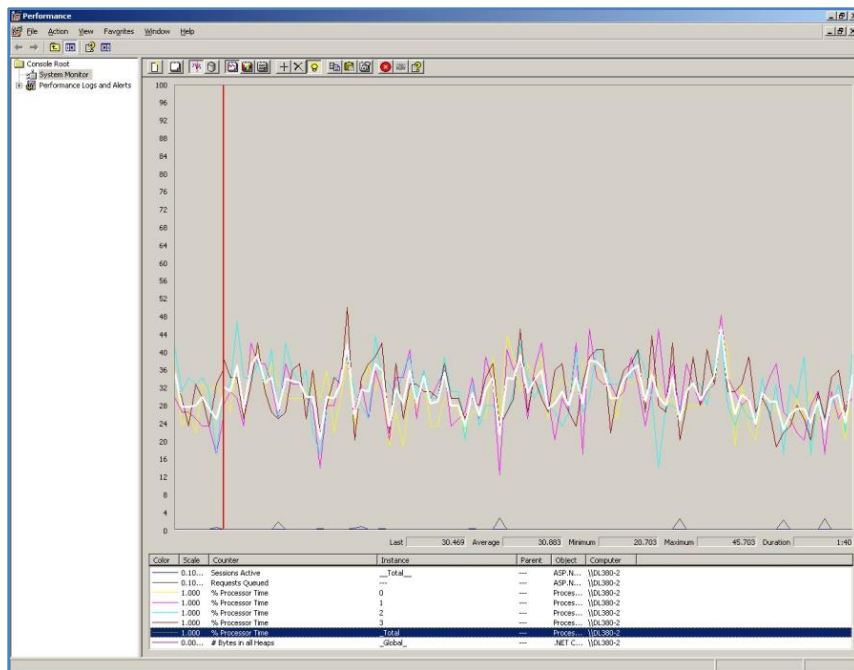 Performance
File Action View Favorites Window Help
Console Root
System Monitor
Performance Logs and Alerts
100
96
92
88
84
80
76
72
68
64
60
56
52
48
44
40
36
32
28
24
20
16
12
8
4
0
Last 30.469 Average 30.883 Minimum 20.703 Maximum 45.703 Duration 1:40
Color Scale Counter Instance Parent Object Computer
0.10... Sessions Active __Total__ --- ASP.N... \\DL380-2
0.10... Requests Queued --- --- ASP.N... \\DL380-2
1.000 % Processor Time 0 --- Proces... \\DL380-2
1.000 % Processor Time 1 --- Proces... \\DL380-2
1.000 % Processor Time 2 --- Proces... \\DL380-2
1.000 % Processor Time 3 --- Proces... \\DL380-2
1.000 % Processor Time _Total --- Proces... \\DL380-2
0.00... # Bytes in all Heaps _Global_ --- .NET C... \\DL380-2